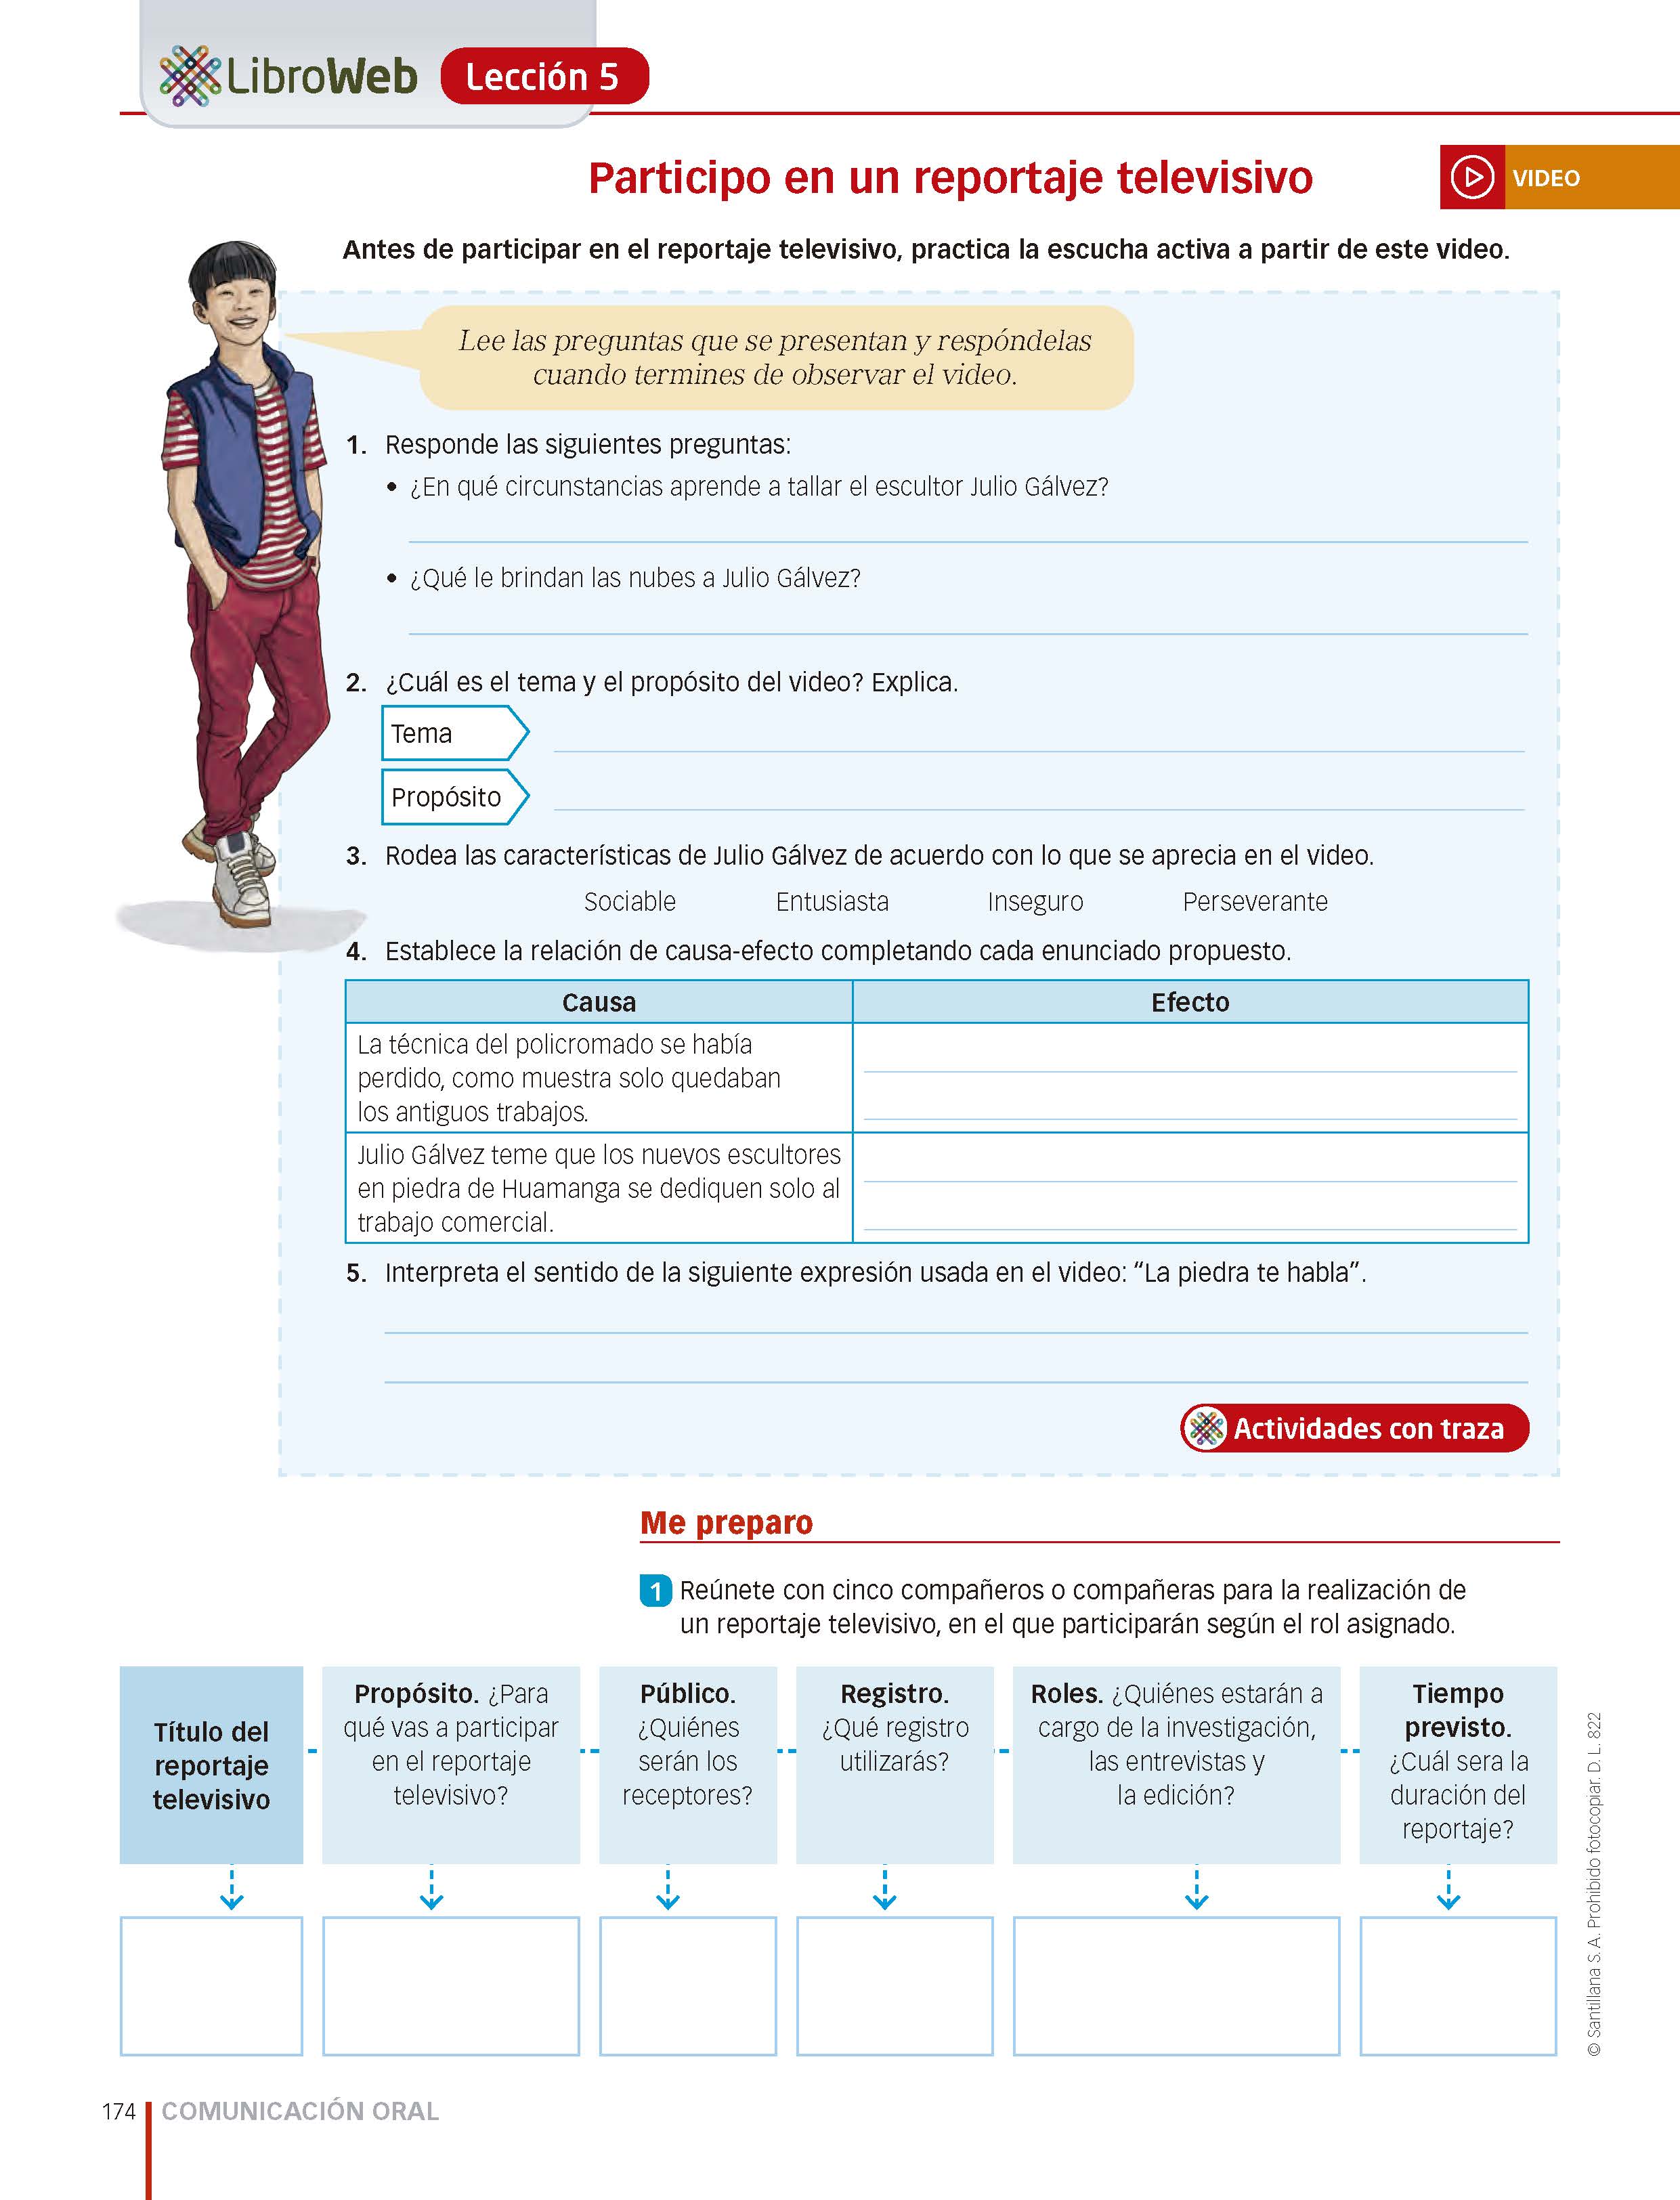 LibroWeb Lección 5
Participo en un reportaje televisivo
VIDEO
Antes de participar en el reportaje televisivo, practica la escucha activa a partir de este video.
Lee las preguntas que se presentan y respóndelas
cuando termines de observar el video.
1. Responde las siguientes preguntas:
• ¿En qué circunstancias aprende a tallar el escultor Julio Gálvez?
• ¿Qué le brindan las nubes a Julio Gálvez?
2. ¿Cuál es el tema y el propósito del video? Explica.
Tema
Propósito
3. Rodea las características de Julio Gálvez de acuerdo con lo que se aprecia en el video.
Sociable Entusiasta Inseguro Perseverante
4. Establece la relación de causa-efecto completando cada enunciado propuesto.
Causa Efecto
La técnica del policromado se había
perdido, como muestra solo quedaban
los antiguos trabajos.
Julio Gálvez teme que los nuevos escultores
en piedra de Huamanga se dediquen solo al
trabajo comercial.
5. Interpreta el sentido de la siguiente expresión usada en el video: “La piedra te habla”.
Actividades con traza
Me preparo
1 Reúnete con cinco compañeros o compañeras para la realización de
un reportaje televisivo, en el que participarán según el rol asignado.
Título del
reportaje
televisivo
Propósito. ¿Para
qué vas a participar
en el reportaje
televisivo?
Público.
¿Quiénes
serán los
receptores?
Registro.
¿Qué registro
utilizarás?
Roles. ¿Quiénes estarán a
cargo de la investigación,
las entrevistas y
la edición?
Tiempo
previsto.
¿Cuál sera la
duración del
reportaje?
© Santillana S. A. Prohibido fotocopiar. D. L. 822
174 COMUNICACIÓN ORAL